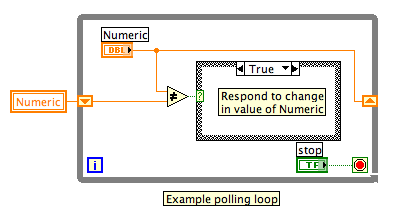 Numeric
DBL
True
Numeric
≠
?
Respond to change
in value of Numeric
stop
TF
i
Example polling loop